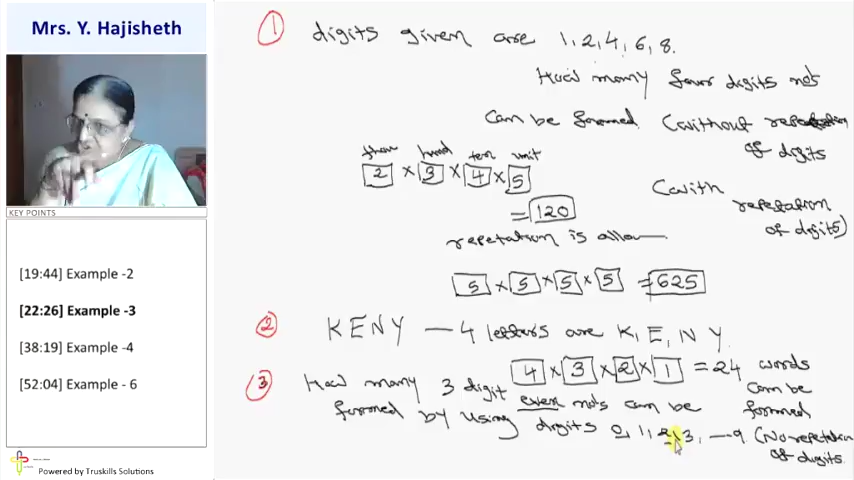 Mrs. Y. Hajisheth
KEY POINTS
[19:44] Example -2
[22:26] Example -3
[38:19] Example -4
[52:04] Example - 6
Powered by Truskills Solutions
① digits given are 1, 2, 4, 6, 8.
How many four digits nos
can be formed (without repetation
of digits
thou hund ten unit
2 × 3 × 4 × 5
= 120
(with
repetation
of digits)
repetation is allow
5 × 5 × 5 × 5 = 625
② KENY — 4 letters are K, E, N Y.
4 × 3 × 2 × 1 = 24 words
can be
formed
③ How many 3 digit even nos can be
formed by using digits 0, 1, 2, 3, — 9. (No repetation
of digits.